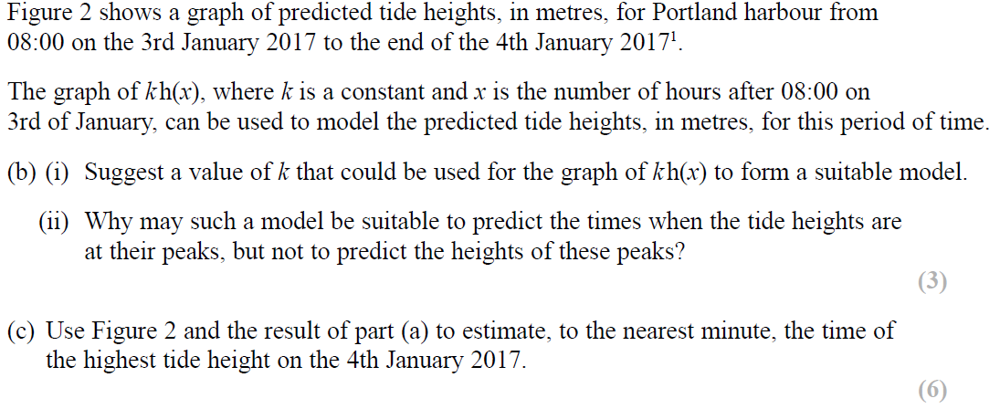 Figure 2 shows a graph of predicted tide heights, in metres, for Portland harbour from
08:00 on the 3rd January 2017 to the end of the 4th January 2017¹.
The graph of kh(x), where k is a constant and x is the number of hours after 08:00 on
3rd of January, can be used to model the predicted tide heights, in metres, for this period of time.
(b) (i) Suggest a value of k that could be used for the graph of kh(x) to form a suitable model.
(ii) Why may such a model be suitable to predict the times when the tide heights are
at their peaks, but not to predict the heights of these peaks?
(3)
(c) Use Figure 2 and the result of part (a) to estimate, to the nearest minute, the time of
the highest tide height on the 4th January 2017.
(6)